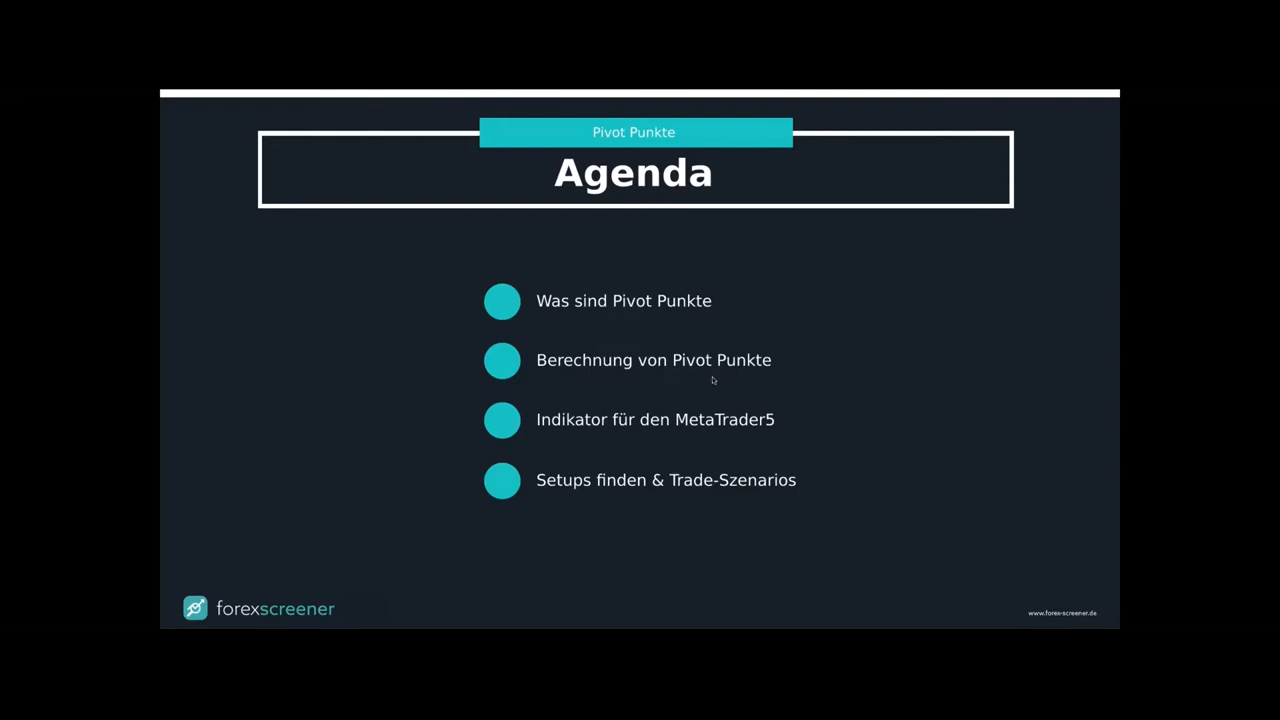 Pivot Punkte
Agenda
Was sind Pivot Punkte
Berechnung von Pivot Punkte
Indikator für den MetaTrader5
Setups finden & Trade-Szenarios
forexscreener
www.forex-screener.de